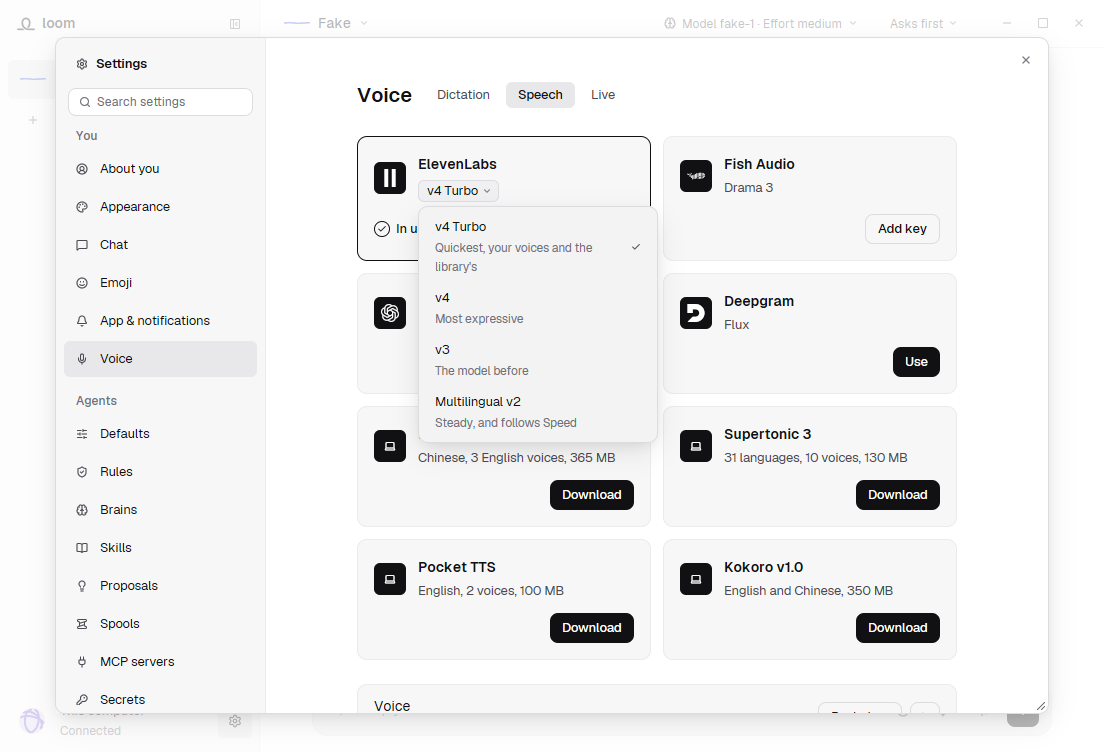 loom
Fake
Model fake-1 · Effort medium
Asks first
Settings
Search settings
You
About you
Appearance
Chat
Emoji
App & notifications
Voice
Agents
Defaults
Rules
Brains
Skills
Proposals
Spools
MCP servers
Secrets
Connected
Voice
Dictation
Speech
Live
ElevenLabs
v4 Turbo
In u
v4 Turbo
Quickest, your voices and the
library's
v4
Most expressive
v3
The model before
Multilingual v2
Steady, and follows Speed
Fish Audio
Drama 3
Add key
Deepgram
Flux
Use
Chinese, 3 English voices, 365 MB
Download
Supertonic 3
31 languages, 10 voices, 130 MB
Download
Pocket TTS
English, 2 voices, 100 MB
Download
Kokoro v1.0
English and Chinese, 350 MB
Download
Voice